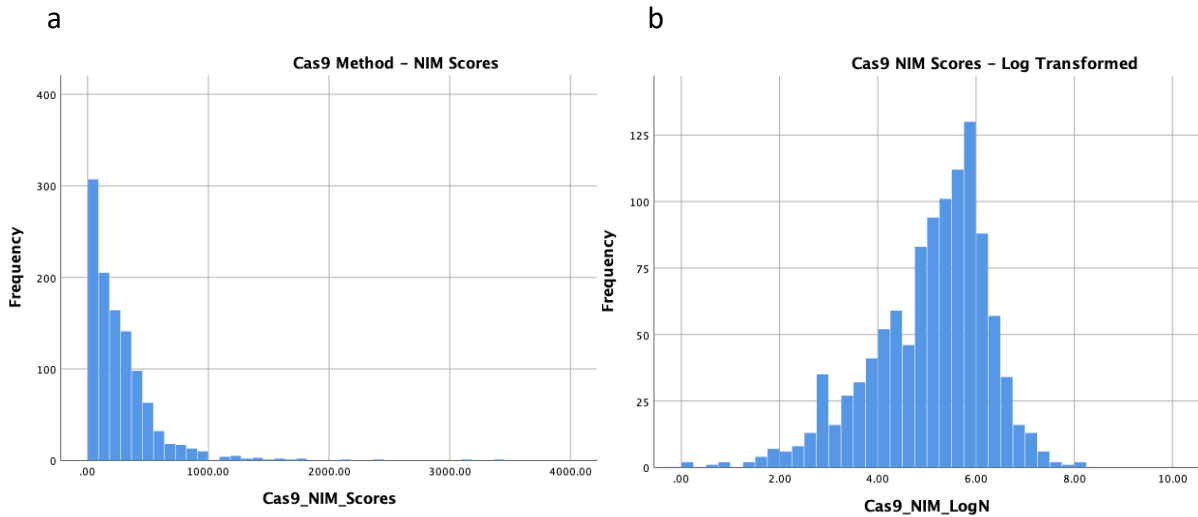 a
Cas9 Method – NIM Scores
400
300
200
100
0
Frequency
.00 1000.00 2000.00 3000.00 4000.00
Cas9_NIM_Scores
b
Cas9 NIM Scores – Log Transformed
125
100
75
50
25
0
Frequency
.00 2.00 4.00 6.00 8.00 10.00
Cas9_NIM_LogN